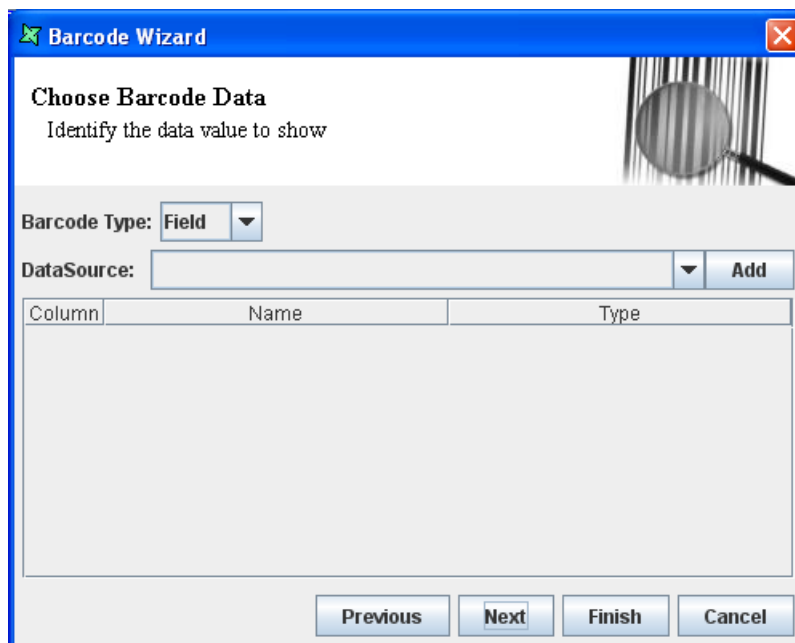 Barcode Wizard
Choose Barcode Data
Identify the data value to show
Barcode Type: Field
DataSource: Add
Column Name Type
Previous Next Finish Cancel